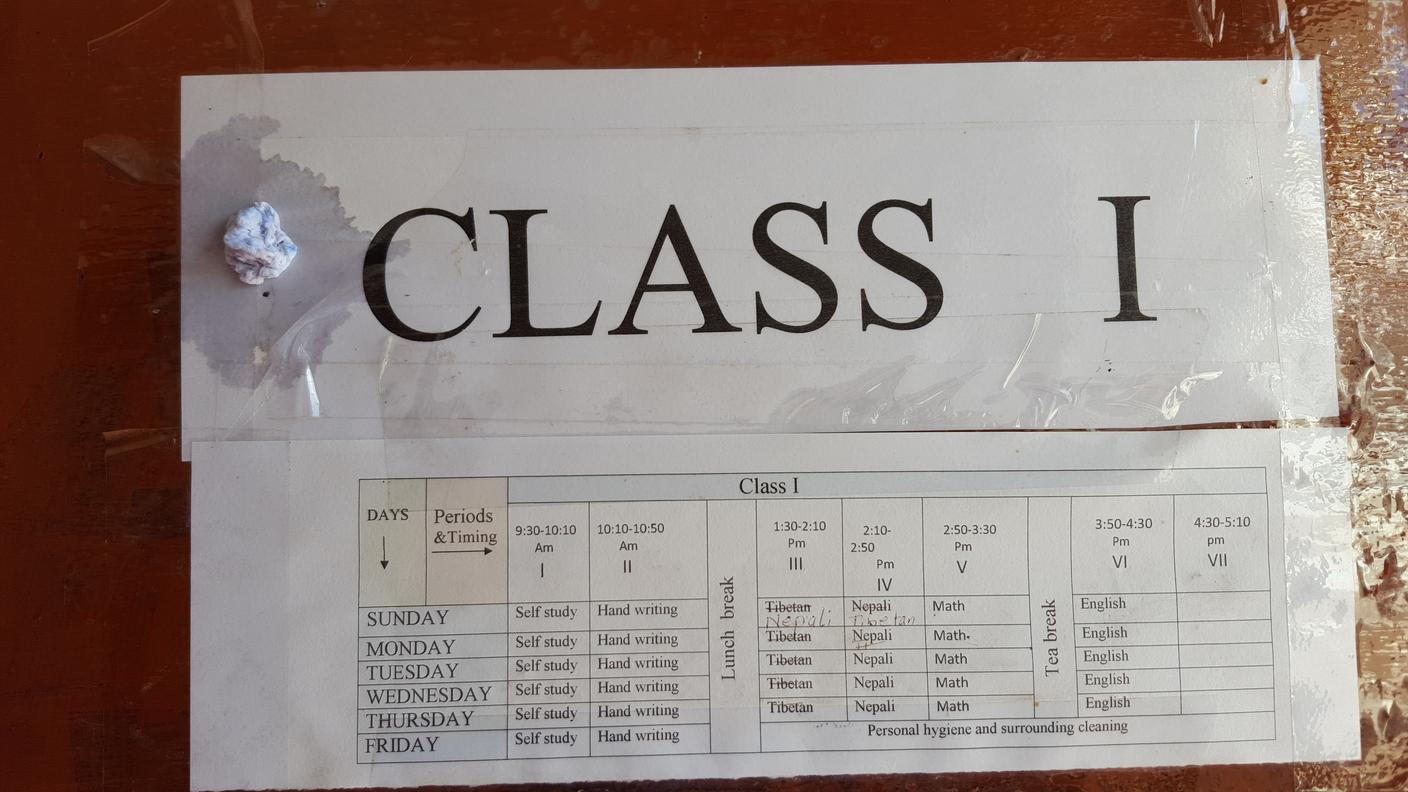 CLASS I
Class I
DAYS Periods &Timing 9:30-10:10 Am I 10:10-10:50 Am II Lunch break 1:30-2:10 Pm III 2:10-2:50 Pm IV 2:50-3:30 Pm V Tea break 3:50-4:30 Pm VI 4:30-5:10 pm VII
SUNDAY Self study Hand writing Tibetan Nepali Math English
Nepali Tibetan
MONDAY Self study Hand writing Tibetan Nepali Math English
TUESDAY Self study Hand writing Tibetan Nepali Math English
WEDNESDAY Self study Hand writing Tibetan Nepali Math English
THURSDAY Self study Hand writing Tibetan Nepali Math English
FRIDAY Self study Hand writing Personal hygiene and surrounding cleaning